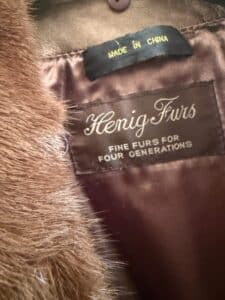 MADE IN CHINA
Henig Furs
FINE FURS FOR
FOUR GENERATIONS